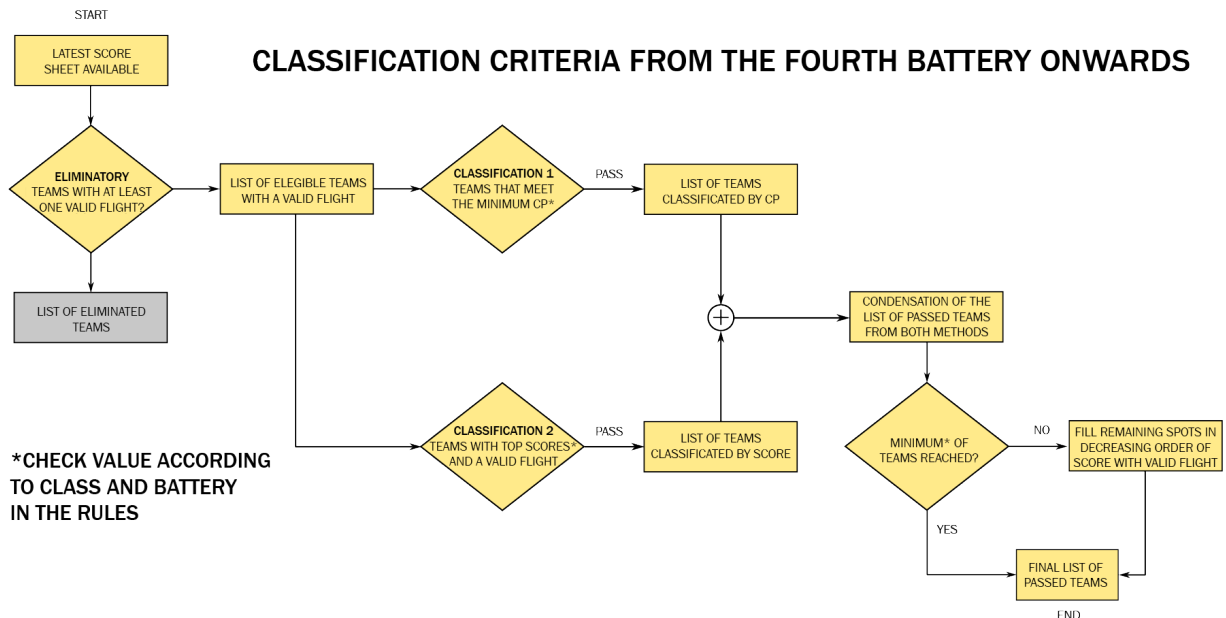 START
LATEST SCORE
SHEET AVAILABLE
CLASSIFICATION CRITERIA FROM THE FOURTH BATTERY ONWARDS
ELIMINATORY
TEAMS WITH AT LEAST
ONE VALID FLIGHT?
LIST OF ELEGIBLE TEAMS
WITH A VALID FLIGHT
CLASSIFICATION 1
TEAMS THAT MEET
THE MINIMUM CP*
PASS
LIST OF TEAMS
CLASSIFICATED BY CP
LIST OF ELIMINATED
TEAMS
CONDENSATION OF THE
LIST OF PASSED TEAMS
FROM BOTH METHODS
CLASSIFICATION 2
TEAMS WITH TOP SCORES*
AND A VALID FLIGHT
PASS
LIST OF TEAMS
CLASSIFICATED BY SCORE
MINIMUM* OF
TEAMS REACHED?
NO
FILL REMAINING SPOTS IN
DECREASING ORDER OF
SCORE WITH VALID FLIGHT
YES
*CHECK VALUE ACCORDING
TO CLASS AND BATTERY
IN THE RULES
FINAL LIST OF
PASSED TEAMS
END